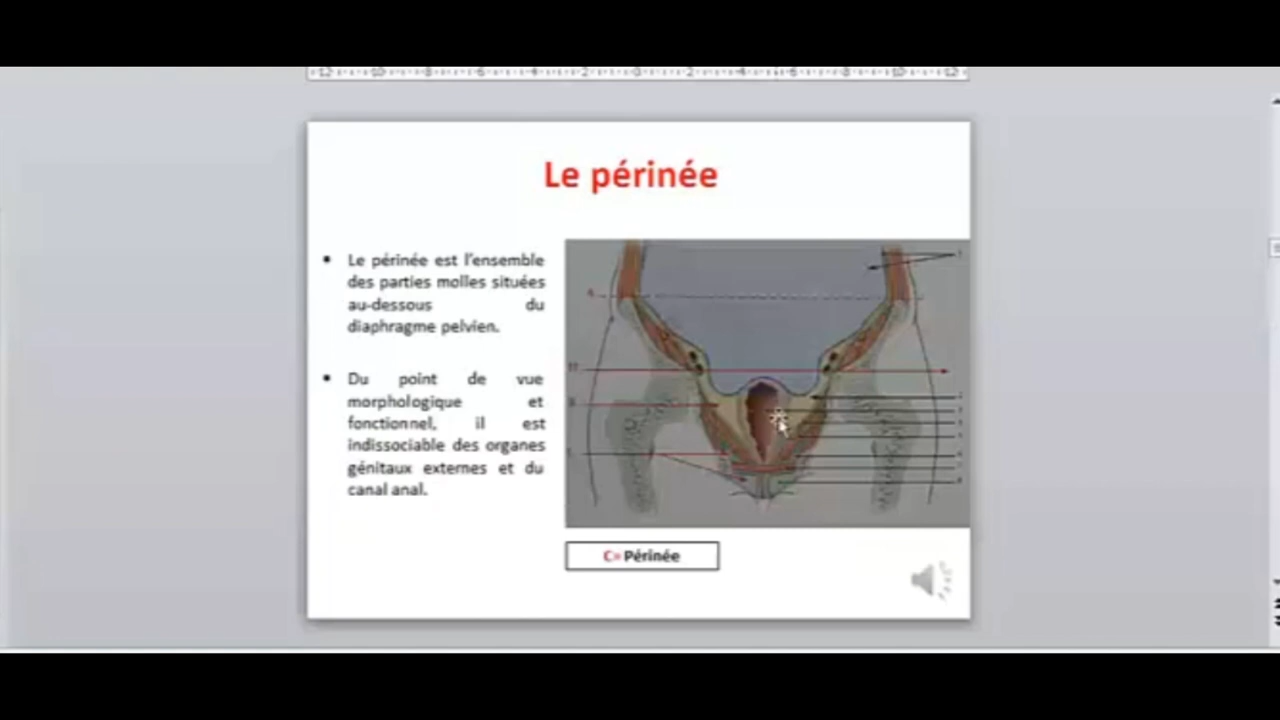 Le périnée
• Le périnée est l'ensemble
des parties molles situées
au-dessous du
diaphragme pelvien.
• Du point de vue
morphologique et
fonctionnel, il est
indissociable des organes
génitaux externes et du
canal anal.
C= Périnée